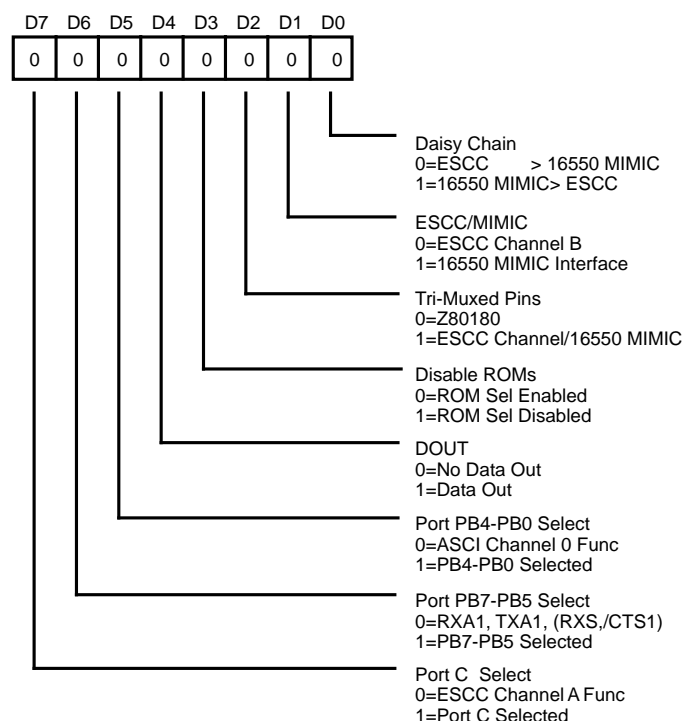 D7 D6 D5 D4 D3 D2 D1 D0
0 0 0 0 0 0 0 0
Daisy Chain
0=ESCC > 16550 MIMIC
1=16550 MIMIC> ESCC
ESCC/MIMIC
0=ESCC Channel B
1=16550 MIMIC Interface
Tri-Muxed Pins
0=Z80180
1=ESCC Channel/16550 MIMIC
Disable ROMs
0=ROM Sel Enabled
1=ROM Sel Disabled
DOUT
0=No Data Out
1=Data Out
Port PB4-PB0 Select
0=ASCI Channel 0 Func
1=PB4-PB0 Selected
Port PB7-PB5 Select
0=RXA1, TXA1, (RXS,/CTS1)
1=PB7-PB5 Selected
Port C Select
0=ESCC Channel A Func
1=Port C Selected